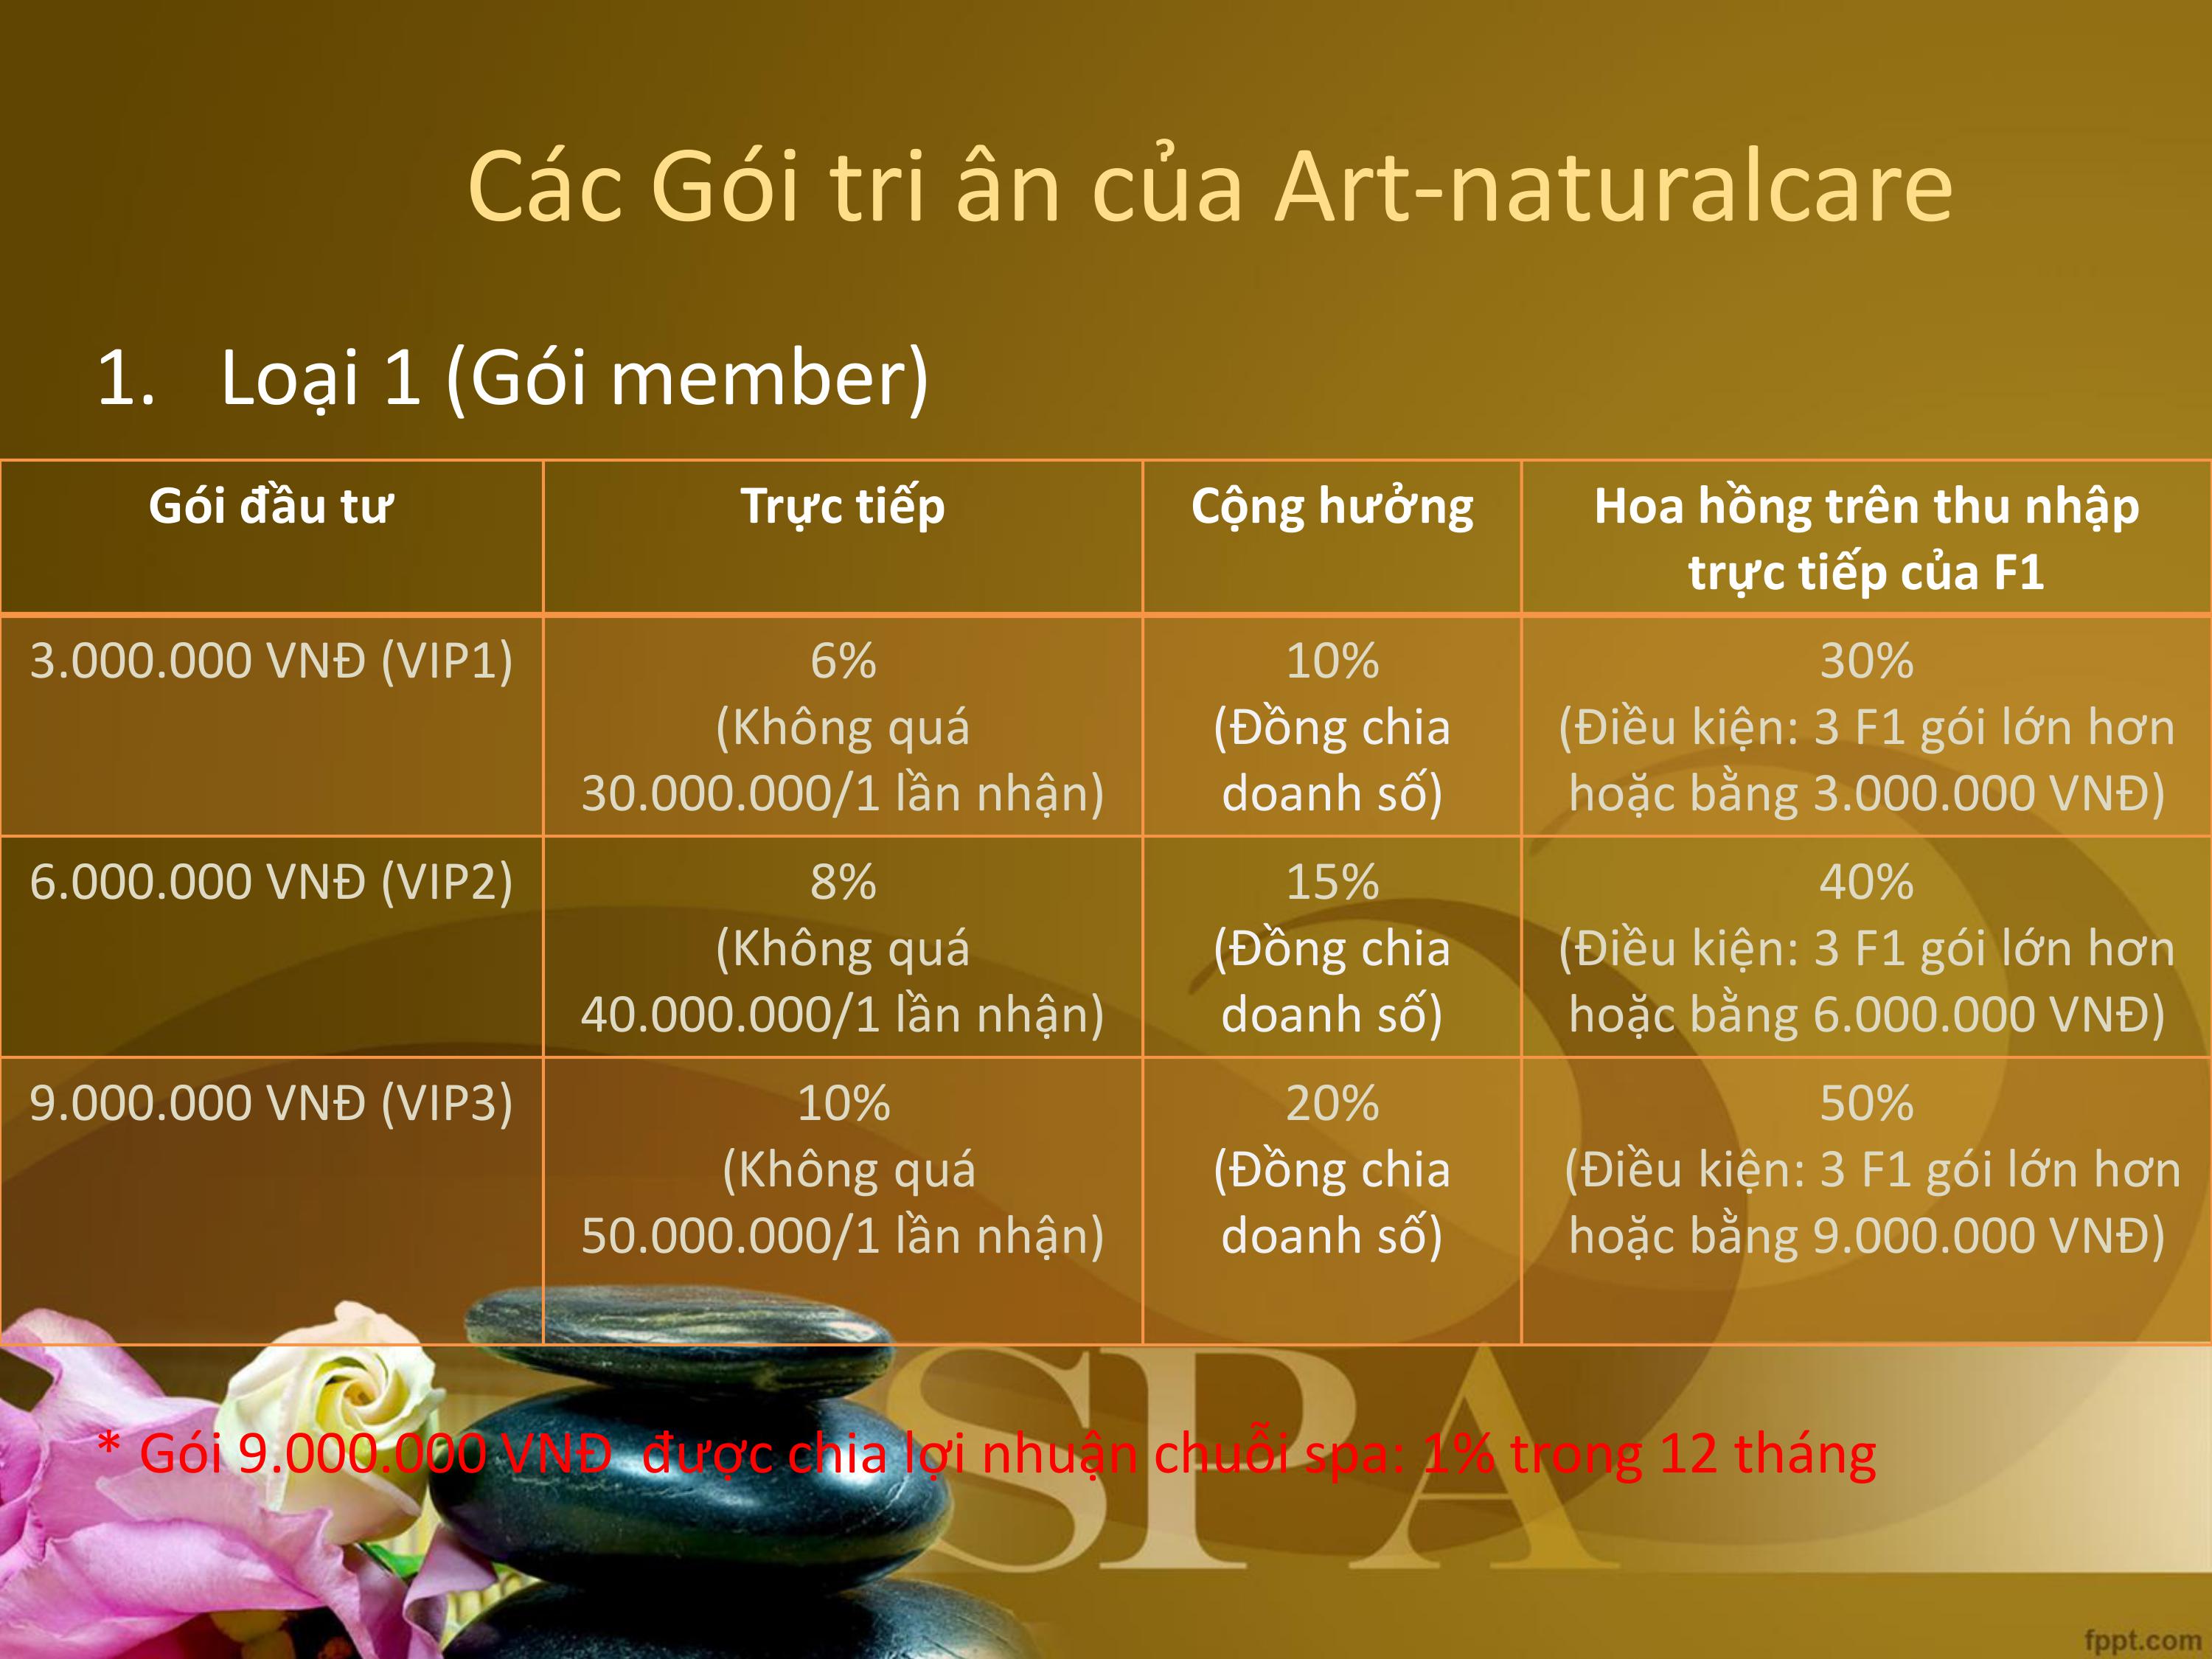 Các Gói tri ân của Art-naturalcare
1. Loại 1 (Gói member)
Gói đầu tư
Trực tiếp
Cộng hưởng
Hoa hồng trên thu nhập
trực tiếp của F1
3.000.000 VNĐ (VIP1)
6%
(Không quá
30.000.000/1 lần nhận)
10%
(Đồng chia
doanh số)
30%
(Điều kiện: 3 F1 gói lớn hơn
hoặc bằng 3.000.000 VNĐ)
6.000.000 VNĐ (VIP2)
8%
(Không quá
40.000.000/1 lần nhận)
15%
(Đồng chia
doanh số)
40%
(Điều kiện: 3 F1 gói lớn hơn
hoặc bằng 6.000.000 VNĐ)
9.000.000 VNĐ (VIP3)
10%
(Không quá
50.000.000/1 lần nhận)
20%
(Đồng chia
doanh số)
50%
(Điều kiện: 3 F1 gói lớn hơn
hoặc bằng 9.000.000 VNĐ)
* Gói 9.000.000 VNĐ được chia lợi nhuận chuỗi spa: 1% trong 12 tháng
SPA
fppt.com